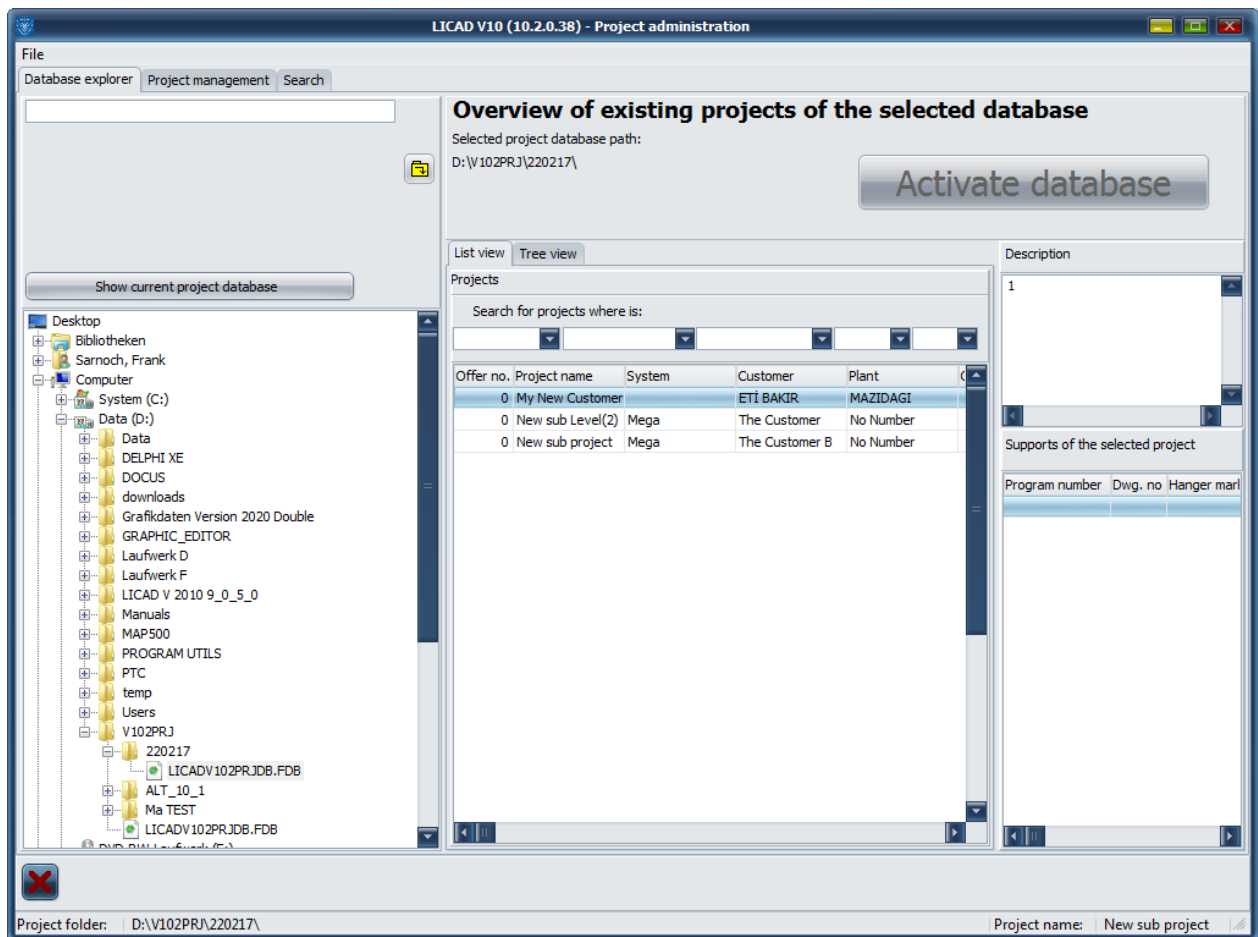 LICAD V10 (10.2.0.38) - Project administration
File
Database explorer Project management Search
Overview of existing projects of the selected database
Selected project database path:
D:\V102PRJ\220217\
Activate database
Show current project database
Desktop
Bibliotheken
Sarnoch, Frank
Computer
System (C:)
Data (D:)
Data
DELPHI XE
DOCUS
downloads
Grafikdaten Version 2020 Double
GRAPHIC_EDITOR
Laufwerk D
Laufwerk F
LICAD V 2010 9_0_5_0
Manuals
MAP500
PROGRAM UTILS
PTC
temp
Users
V102PRJ
220217
LICADV102PRJDB.FDB
ALT_10_1
Ma TEST
LICADV102PRJDB.FDB
List view Tree view
Projects
Search for projects where is:
Offer no. Project name System Customer Plant
0 My New Customer ETİ BAKIR MAZIDAGI
0 New sub Level(2) Mega The Customer No Number
0 New sub project Mega The Customer B No Number
Description
1
Supports of the selected project
Program number Dwg. no Hanger marl
Project folder: D:\V102PRJ\220217\
Project name: New sub project